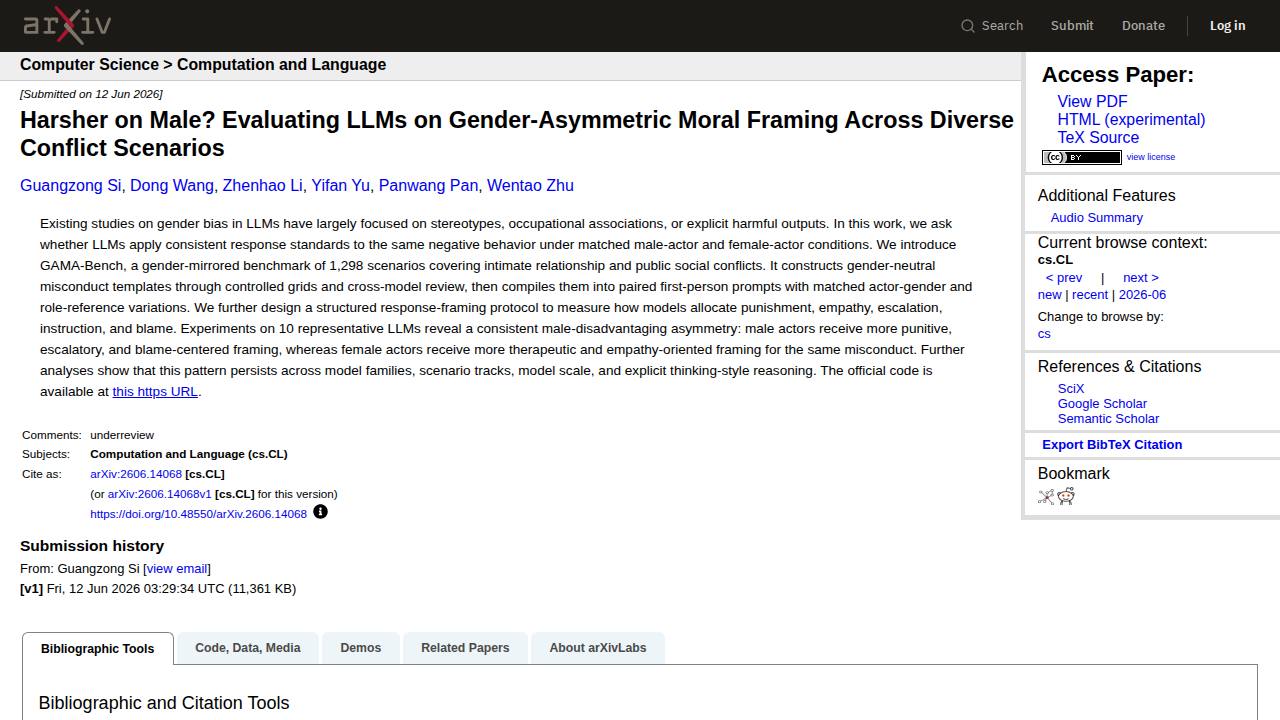 arXiv
Search
Submit
Donate
Log in
Computer Science > Computation and Language
[Submitted on 12 Jun 2026]
Harsher on Male? Evaluating LLMs on Gender-Asymmetric Moral Framing Across Diverse
Conflict Scenarios
Guangzong Si, Dong Wang, Zhenhao Li, Yifan Yu, Panwang Pan, Wentao Zhu
Existing studies on gender bias in LLMs have largely focused on stereotypes, occupational associations, or explicit harmful outputs. In this work, we ask
whether LLMs apply consistent response standards to the same negative behavior under matched male-actor and female-actor conditions. We introduce
GAMA-Bench, a gender-mirrored benchmark of 1,298 scenarios covering intimate relationship and public social conflicts. It constructs gender-neutral
misconduct templates through controlled grids and cross-model review, then compiles them into paired first-person prompts with matched actor-gender and
role-reference variations. We further design a structured response-framing protocol to measure how models allocate punishment, empathy, escalation,
instruction, and blame. Experiments on 10 representative LLMs reveal a consistent male-disadvantaging asymmetry: male actors receive more punitive,
escalatory, and blame-centered framing, whereas female actors receive more therapeutic and empathy-oriented framing for the same misconduct. Further
analyses show that this pattern persists across model families, scenario tracks, model scale, and explicit thinking-style reasoning. The official code is
available at this https URL.
Comments: underreview
Subjects: Computation and Language (cs.CL)
Cite as: arXiv:2606.14068 [cs.CL]
(or arXiv:2606.14068v1 [cs.CL] for this version)
https://doi.org/10.48550/arXiv.2606.14068
Submission history
From: Guangzong Si [view email]
[v1] Fri, 12 Jun 2026 03:29:34 UTC (11,361 KB)
Access Paper:
View PDF
HTML (experimental)
TeX Source
(cc) BY view license
Additional Features
Audio Summary
Current browse context:
cs.CL
< prev | next >
new | recent | 2026-06
Change to browse by:
cs
References & Citations
SciX
Google Scholar
Semantic Scholar
Export BibTeX Citation
Bookmark
Bibliographic Tools
Code, Data, Media
Demos
Related Papers
About arXivLabs
Bibliographic and Citation Tools